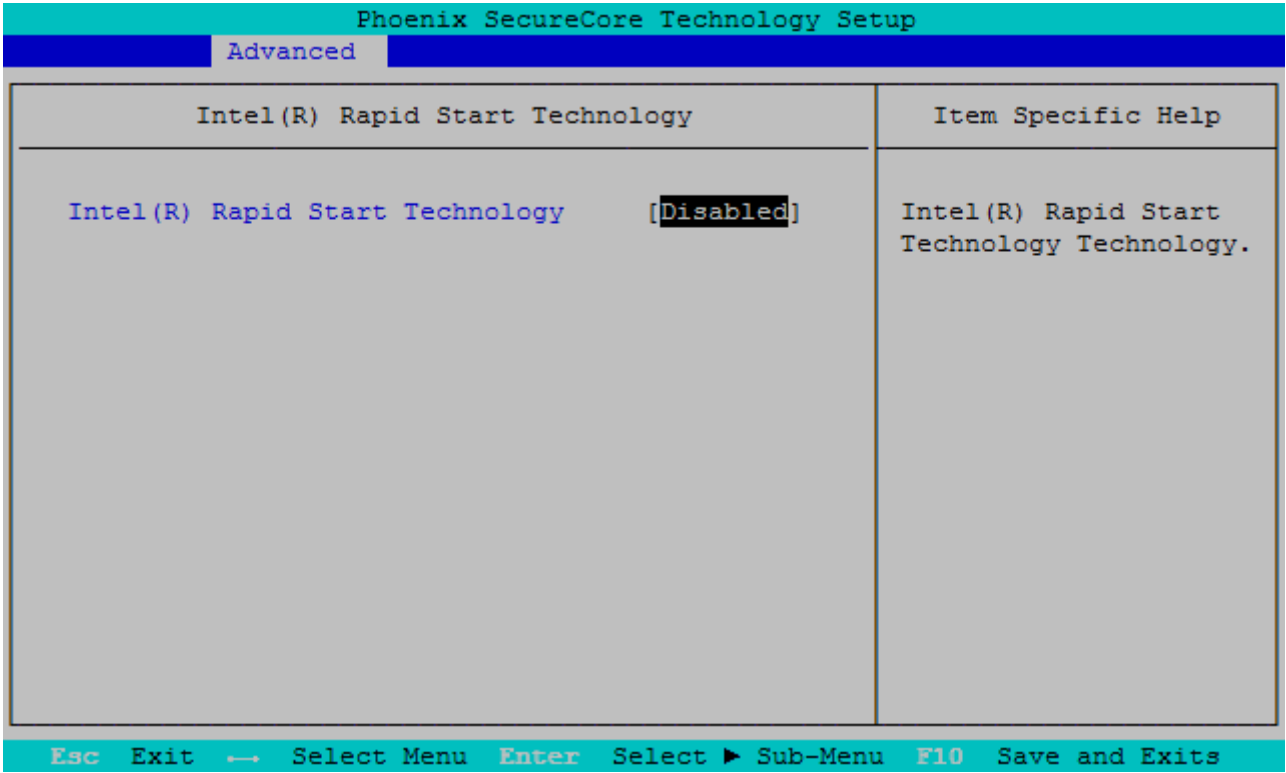 Phoenix SecureCore Technology Setup
Advanced
Intel(R) Rapid Start Technology
Item Specific Help
Intel(R) Rapid Start Technology [Disabled]
Intel(R) Rapid Start
Technology Technology.
Esc Exit ←→ Select Menu Enter Select ► Sub-Menu F10 Save and Exits